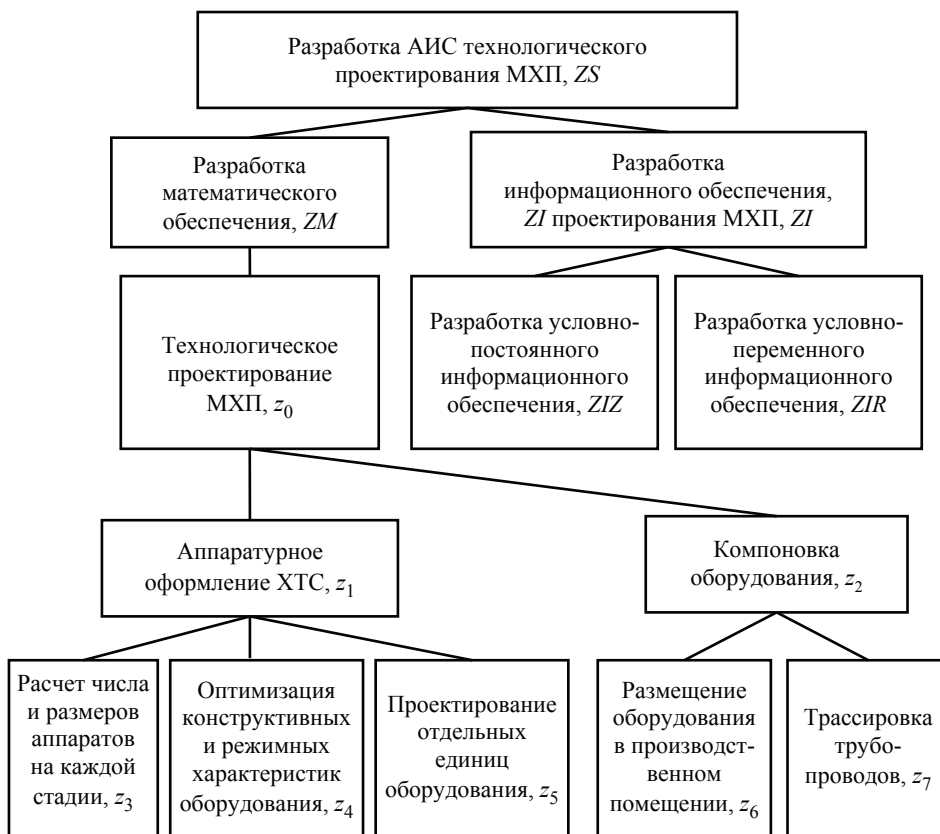 Разработка АИС технологического
проектирования МХП, ZS
Разработка
математического
обеспечения, ZM
Разработка
информационного обеспечения,
ZI проектирования МХП, ZI
Технологическое
проектирование
МХП, z0
Разработка условно-
постоянного
информационного
обеспечения, ZIZ
Разработка условно-
переменного
информационного
обеспечения, ZIR
Аппаратурное
оформление ХТС, z1
Компоновка
оборудования, z2
Расчет числа
и размеров
аппаратов
на каждой
стадии, z3
Оптимизация
конструктивных
и режимных
характеристик
оборудования, z4
Проектирование
отдельных
единиц
оборудования, z5
Размещение
оборудования
в производст-
венном
помещении, z6
Трассировка
трубо-
проводов, z7